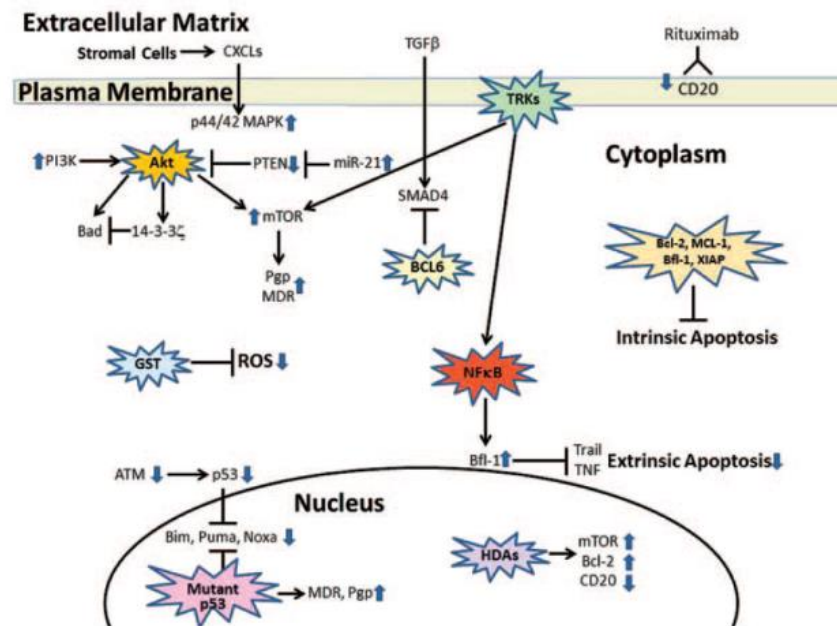 Extracellular Matrix
Stromal Cells CXCLs
TGFβ
Rituximab
Plasma Membrane
TRKs
CD20
p44/42 MAPK
Cytoplasm
PI3K Akt PTEN miR-21
SMAD4
Bad 14-3-3ζ mTOR
BCL6
Pgp
MDR
Bcl-2, MCL-1,
Bfl-1, XIAP
Intrinsic Apoptosis
GST ROS
NFκB
Bfl-1 Trail
TNF
Extrinsic Apoptosis
ATM p53
Nucleus
Bim, Puma, Noxa
Mutant
p53
MDR, Pgp
HDAs
mTOR
Bcl-2
CD20